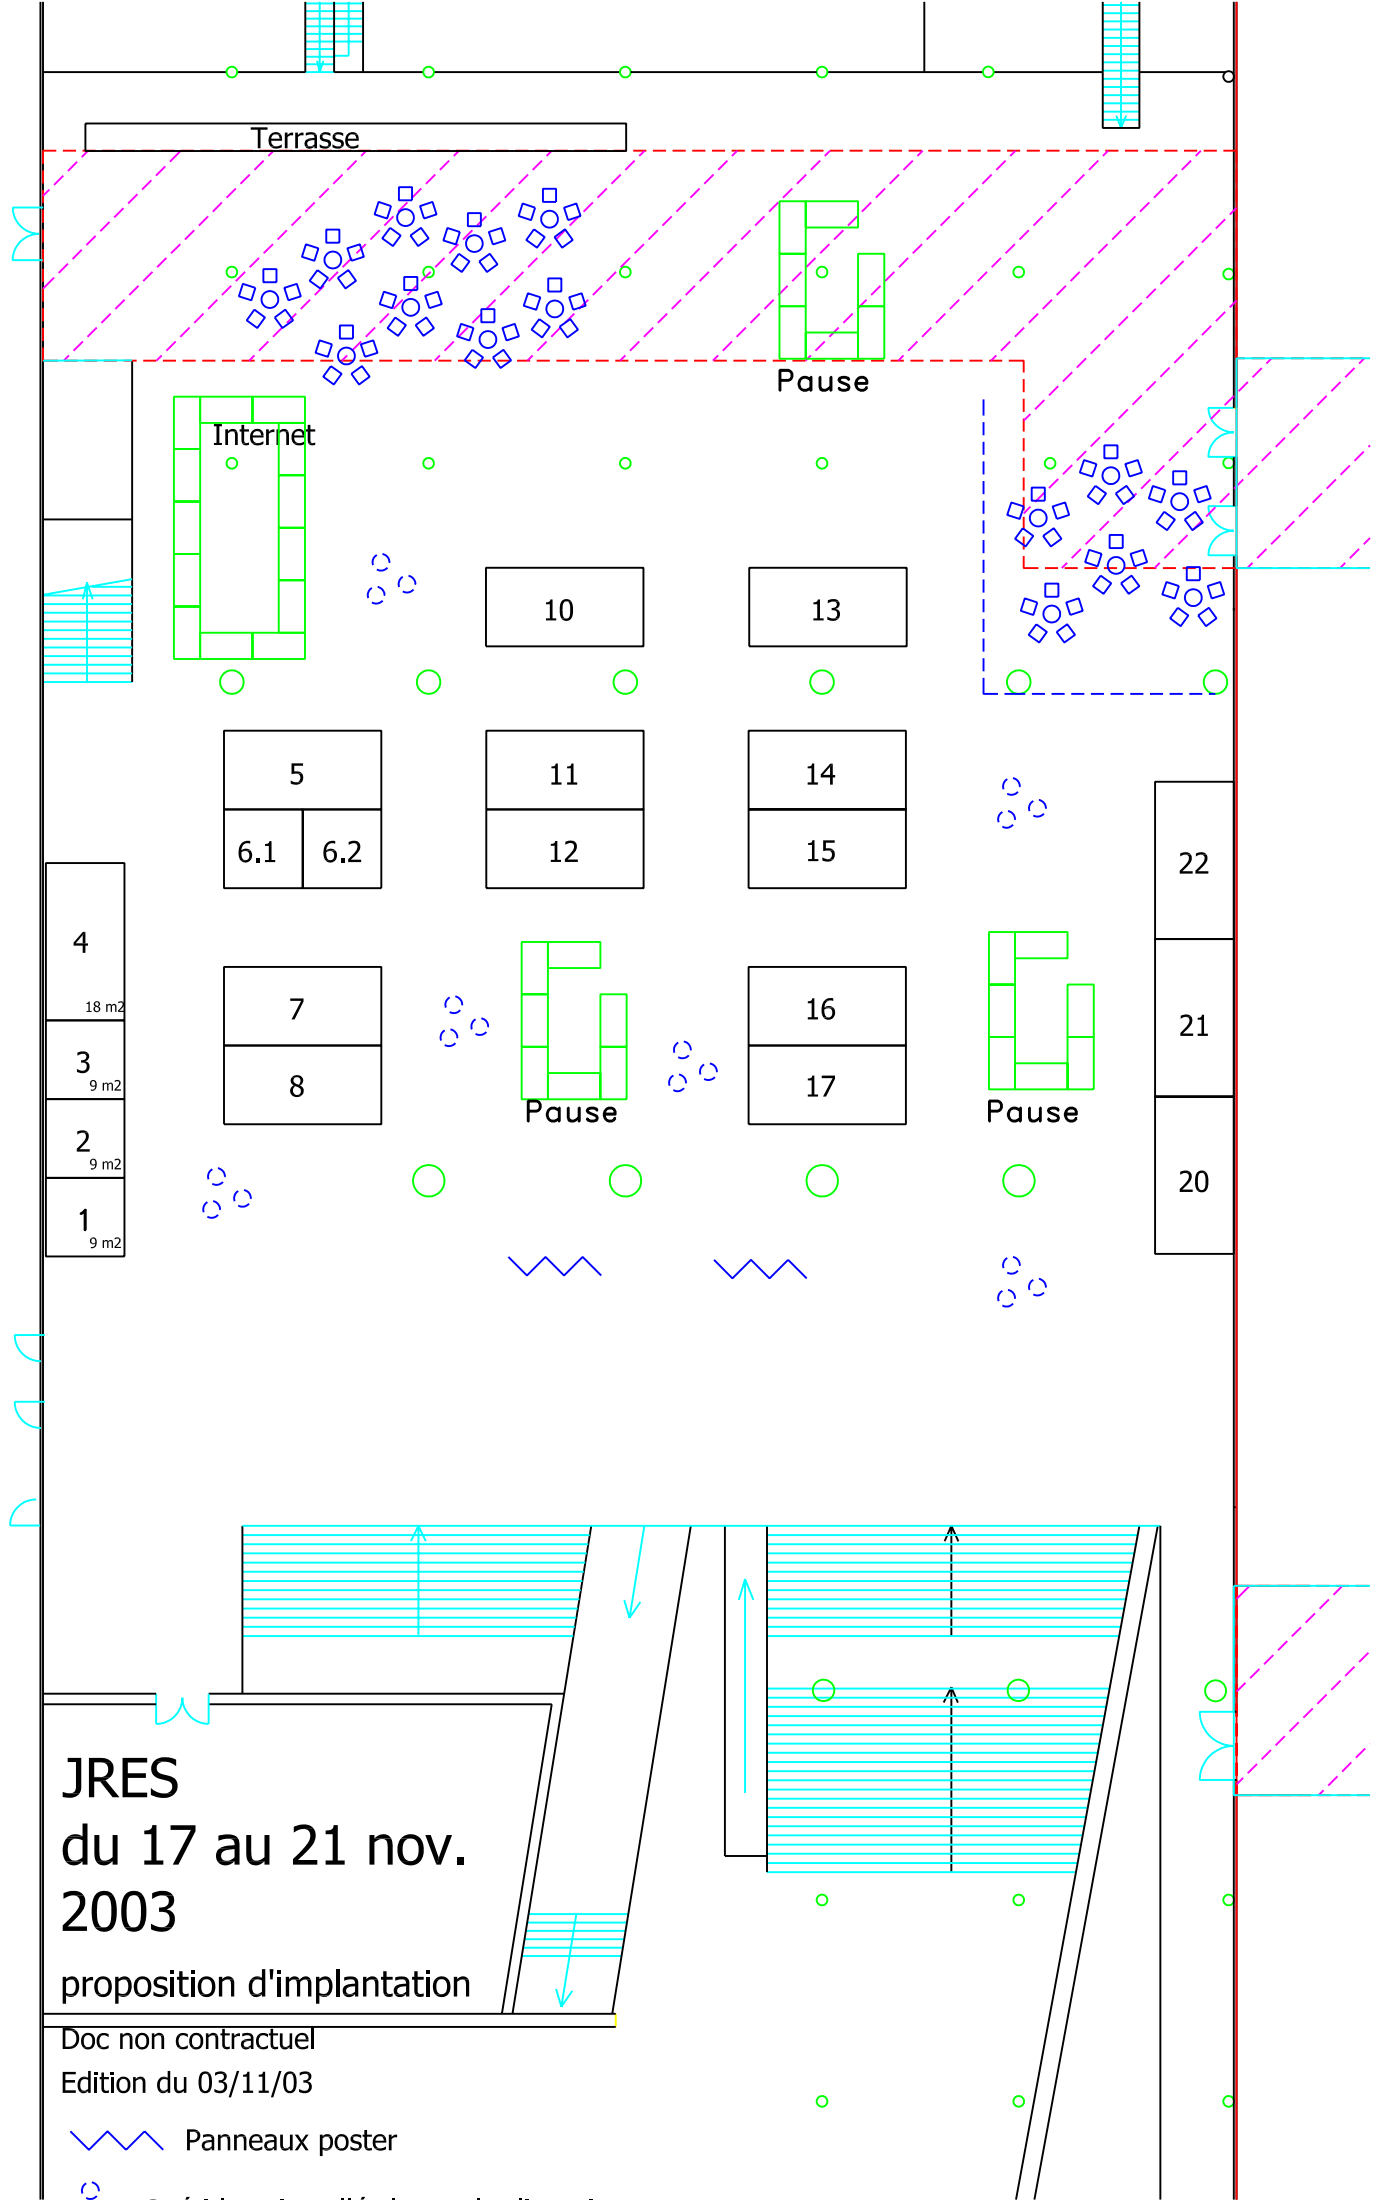 Terrasse
Pause
Internet
10
13
5
11
14
6.1
6.2
12
15
22
4
18 m2
7
16
21
3
9 m2
8
17
Pause
Pause
2
9 m2
20
1
9 m2
JRES
du 17 au 21 nov.
2003
proposition d'implantation
Doc non contractuel
Edition du 03/11/03
Panneaux poster